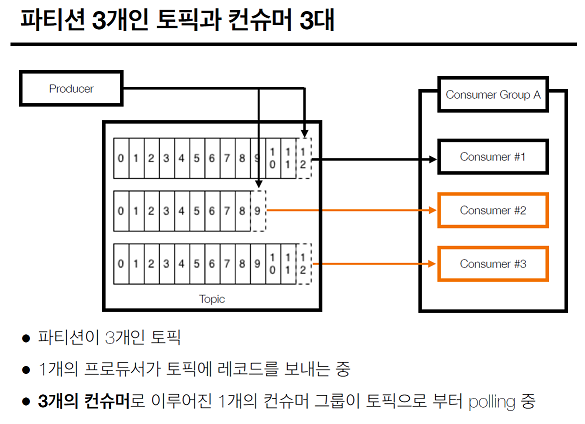 파티션 3개인 토픽과 컨슈머 3대
Producer
Consumer Group A
0 1 2 3 4 5 6 7 8 9 10 11 12
Consumer #1
0 1 2 3 4 5 6 7 8 9
Consumer #2
0 1 2 3 4 5 6 7 8 9 10 11 12
Consumer #3
Topic
● 파티션이 3개인 토픽
● 1개의 프로듀서가 토픽에 레코드를 보내는 중
● 3개의 컨슈머로 이루어진 1개의 컨슈머 그룹이 토픽으로 부터 polling 중